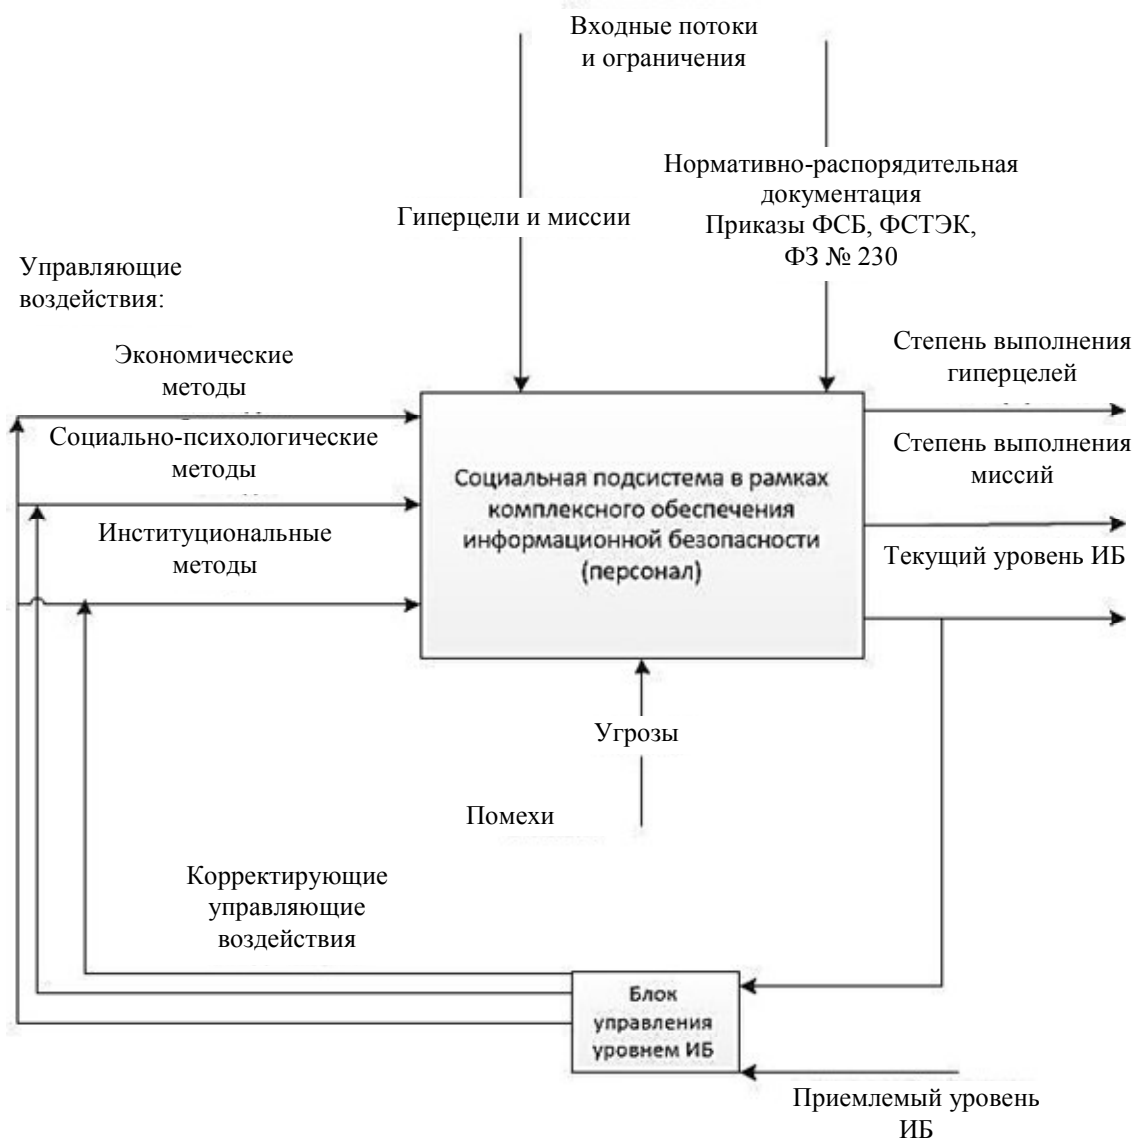 Входные потоки
и ограничения
Нормативно-распорядительная
документация
Приказы ФСБ, ФСТЭК,
ФЗ № 230
Гиперцели и миссии
Управляющие
воздействия:
Экономические
методы
Социально-психологические
методы
Институциональные
методы
Социальная подсистема в рамках
комплексного обеспечения
информационной безопасности
(персонал)
Степень выполнения
гиперцелей
Степень выполнения
миссий
Текущий уровень ИБ
Угрозы
Помехи
Корректирующие
управляющие
воздействия
Блок
управления
уровнем ИБ
Приемлемый уровень
ИБ